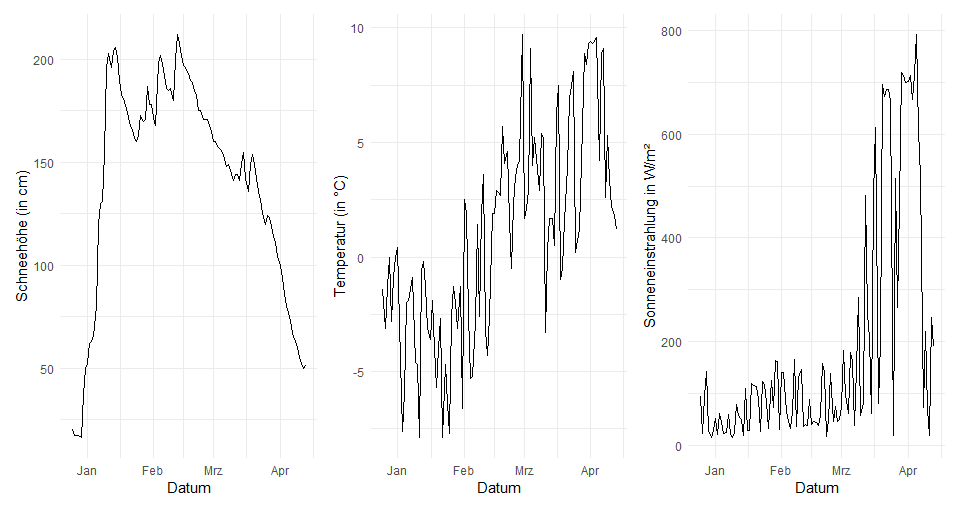 Schneehöhe (in cm)
200
150
100
50
Jan Feb Mrz Apr
Datum
Temperatur (in °C)
10
5
0
-5
Jan Feb Mrz Apr
Datum
Sonneneinstrahlung in W/m²
800
600
400
200
0
Jan Feb Mrz Apr
Datum